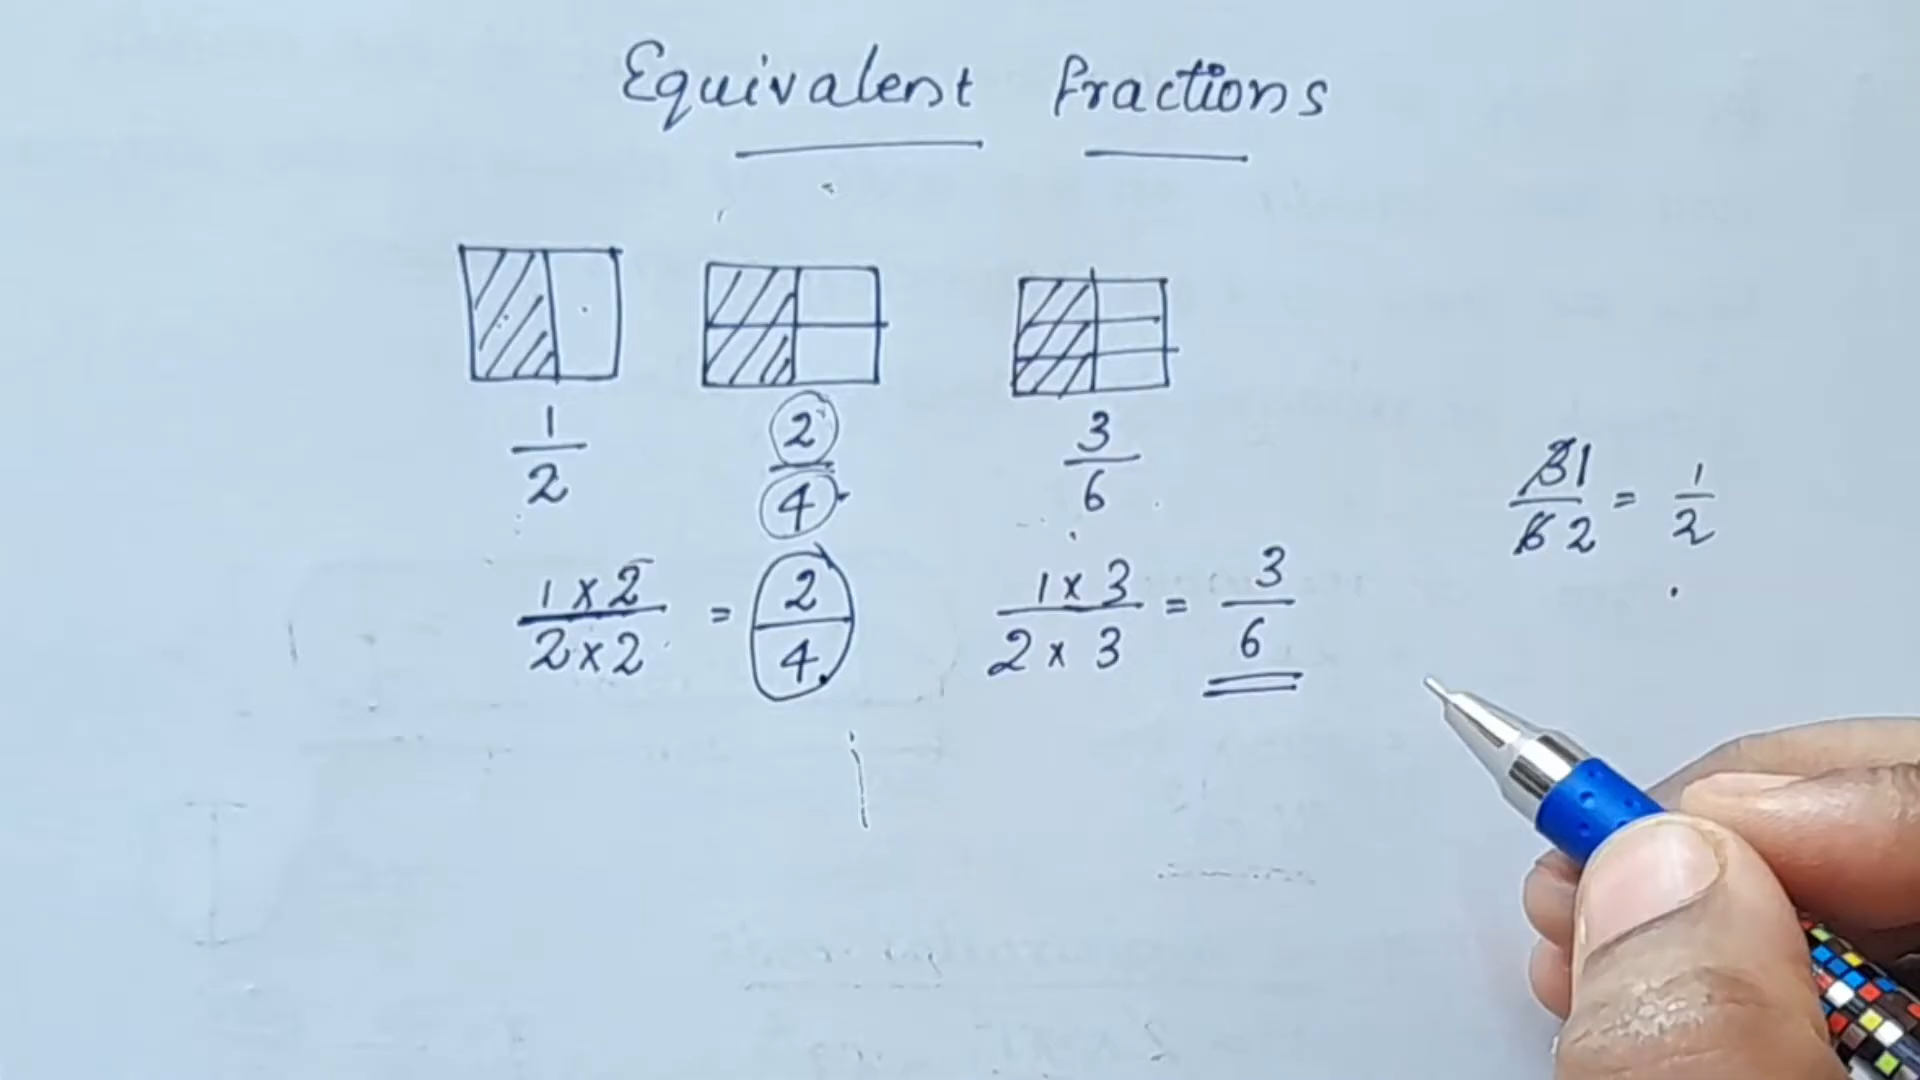 Equivalent Fractions
1/2 2/4 3/6
3̸1/6̸2 = 1/2
1×2/2×2 = 2/4 1×3/2×3 = 3/6